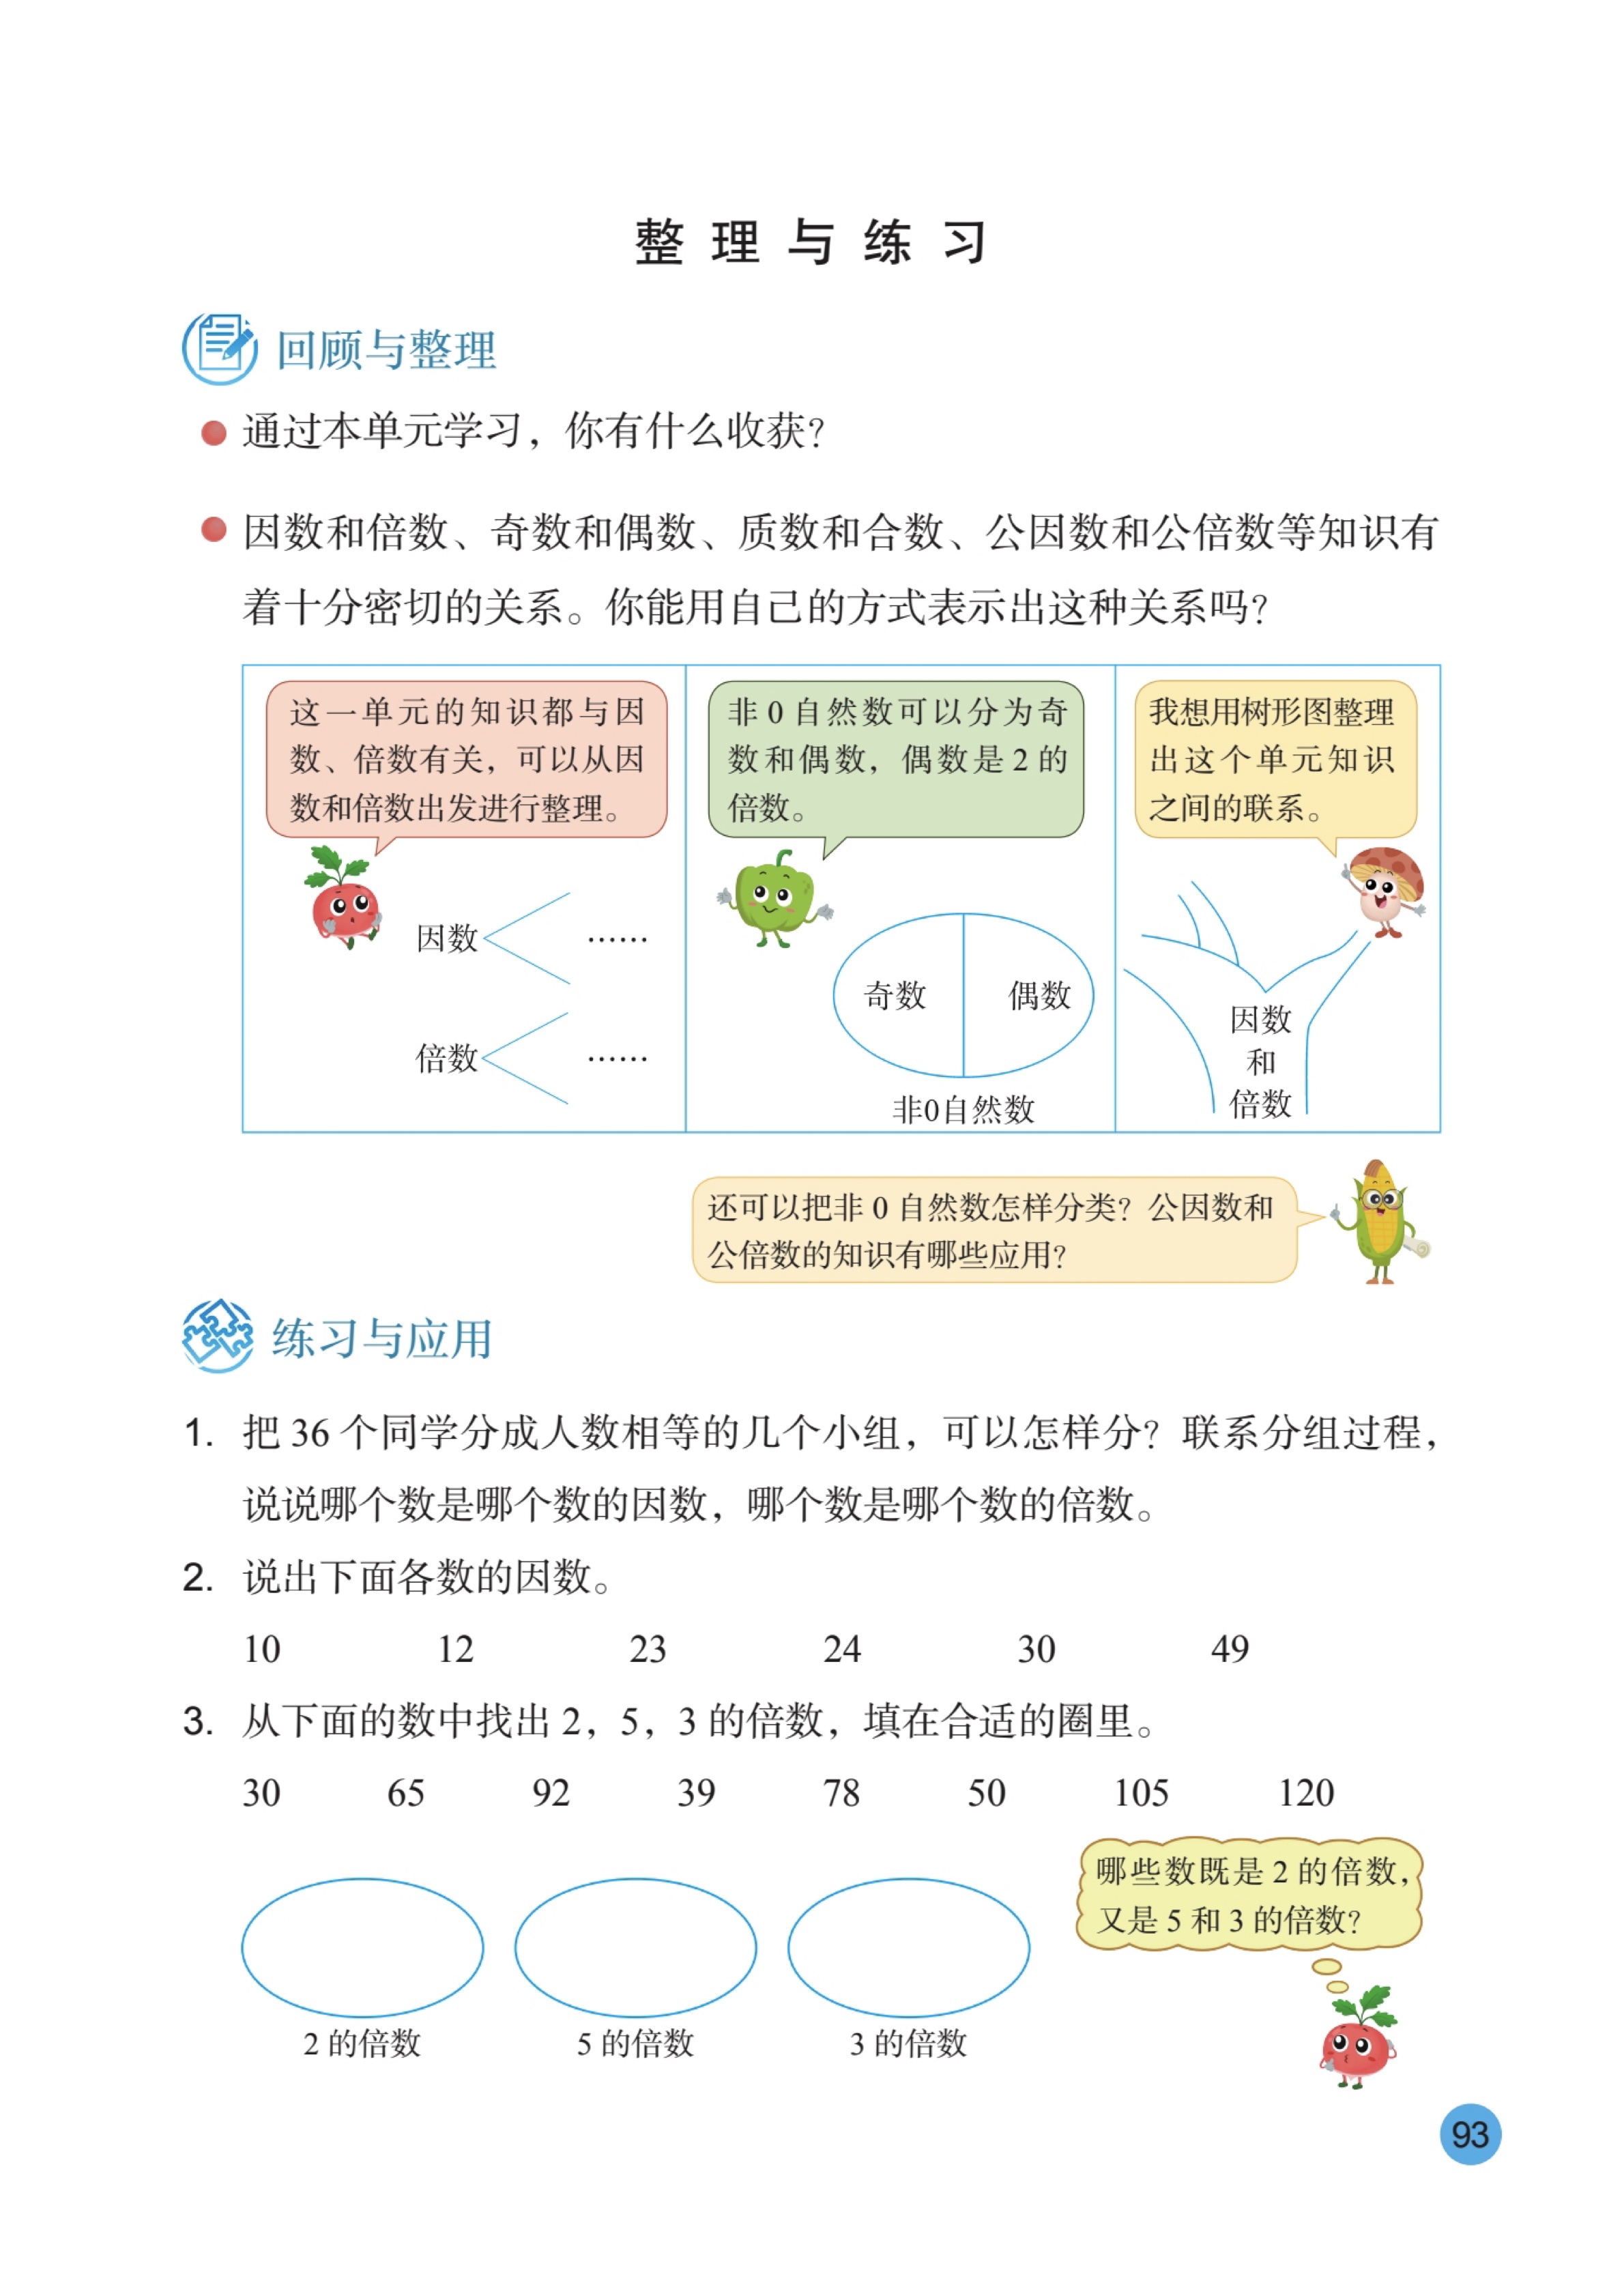 整理与练习
回顾与整理
通过本单元学习，你有什么收获？
因数和倍数、奇数和偶数、质数和合数、公因数和公倍数等知识有
着十分密切的关系。你能用自己的方式表示出这种关系吗？
这一单元的知识都与因
数、倍数有关，可以从因
数和倍数出发进行整理。
因数 ……
倍数 ……
非 0 自然数可以分为奇
数和偶数，偶数是 2 的
倍数。
奇数 偶数
非0自然数
我想用树形图整理
出这个单元知识
之间的联系。
因数
和
倍数
还可以把非 0 自然数怎样分类？公因数和
公倍数的知识有哪些应用？
练习与应用
1. 把 36 个同学分成人数相等的几个小组，可以怎样分？联系分组过程，
说说哪个数是哪个数的因数，哪个数是哪个数的倍数。
2. 说出下面各数的因数。
10 12 23 24 30 49
3. 从下面的数中找出 2，5，3 的倍数，填在合适的圈里。
30 65 92 39 78 50 105 120
哪些数既是 2 的倍数，
又是 5 和 3 的倍数？
2 的倍数 5 的倍数 3 的倍数
93